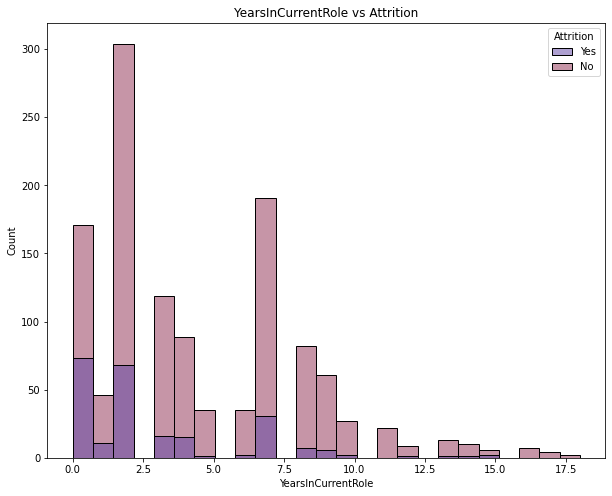 YearsInCurrentRole vs Attrition
Attrition
Yes
No
300
250
200
150
100
50
0
Count
0.0 2.5 5.0 7.5 10.0 12.5 15.0 17.5
YearsInCurrentRole